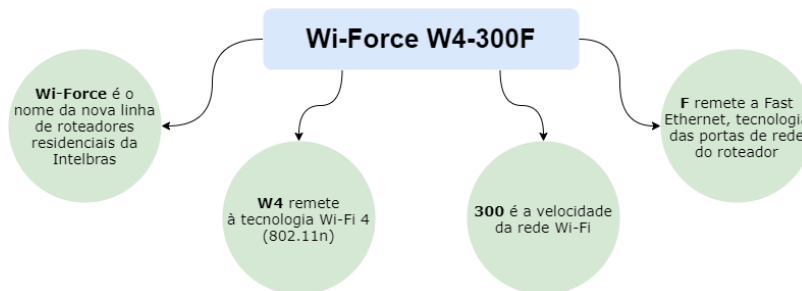 Wi-Force W4-300F
Wi-Force é o
nome da nova linha
de roteadores
residenciais da
Intelbras
W4 remete
à tecnologia Wi-Fi 4
(802.11n)
300 é a velocidade
da rede Wi-Fi
F remete a Fast
Ethernet, tecnologia
das portas de rede
do roteador